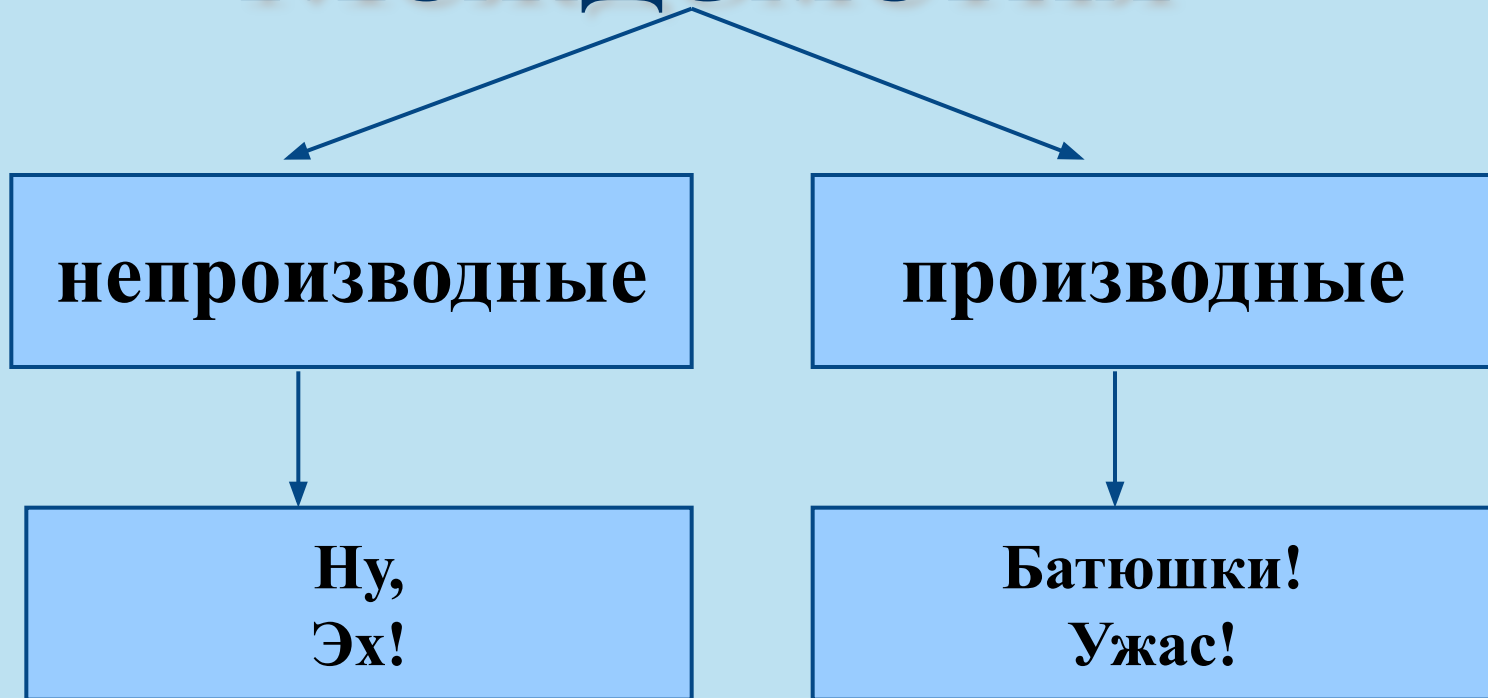 непроизводные
производные
Ну,
Эх!
Батюшки!
Ужас!